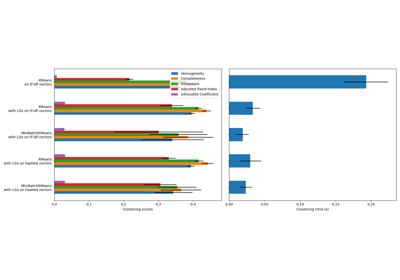 Homogeneity
Completeness
V-measure
Adjusted Rand-Index
Silhouette Coefficient
KMeans
on tf-idf vectors
KMeans
with LSA on tf-idf vectors
MiniBatchKMeans
with LSA on tf-idf vectors
KMeans
with LSA on hashed vectors
MiniBatchKMeans
with LSA on hashed vectors
0.0 0.1 0.2 0.3 0.4
Clustering scores
0.00 0.05 0.10 0.15 0.20
Clustering time (s)